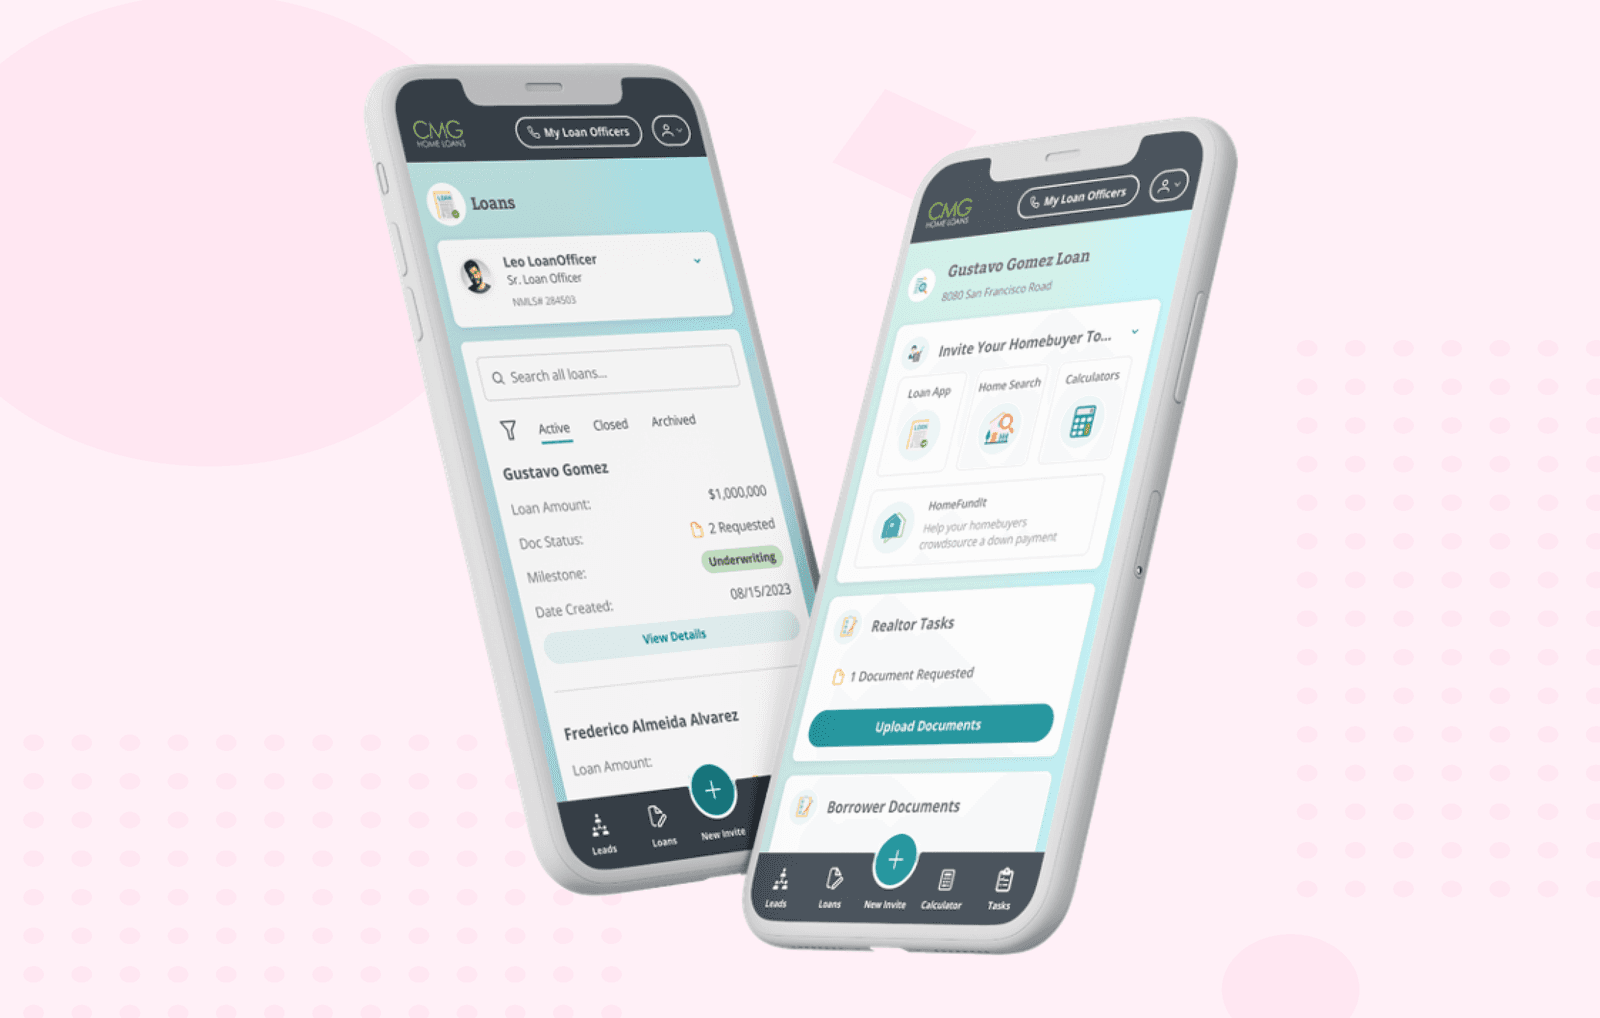 CMG
HOME LOANS
My Loan Officers
Loans
Leo LoanOfficer
Sr. Loan Officer
NMLS# 284503
Search all loans...
Active Closed Archived
Gustavo Gomez
Loan Amount: $1,000,000
Doc Status: 2 Requested
Milestone: Underwriting
Date Created: 08/15/2023
View Details
Frederico Almeida Alvarez
Loan Amount:
Leads Loans New Invite
CMG
HOME LOANS
My Loan Officers
Gustavo Gomez Loan
8080 San Francisco Road
Invite Your Homebuyer To...
Loan App Home Search Calculators
LOAN
HomeFundIt
Help your homebuyers
crowdsource a down payment
Realtor Tasks
1 Document Requested
Upload Documents
Borrower Documents
Leads Loans New Invite Calculator Tasks